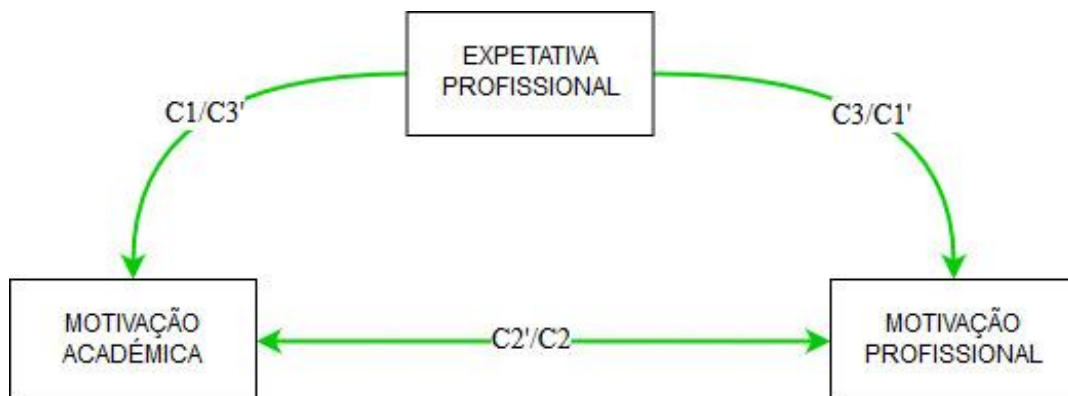 EXPETATIVA
PROFISSIONAL
C1/C3'
C3/C1'
MOTIVAÇÃO
ACADÉMICA
C2'/C2
MOTIVAÇÃO
PROFISSIONAL